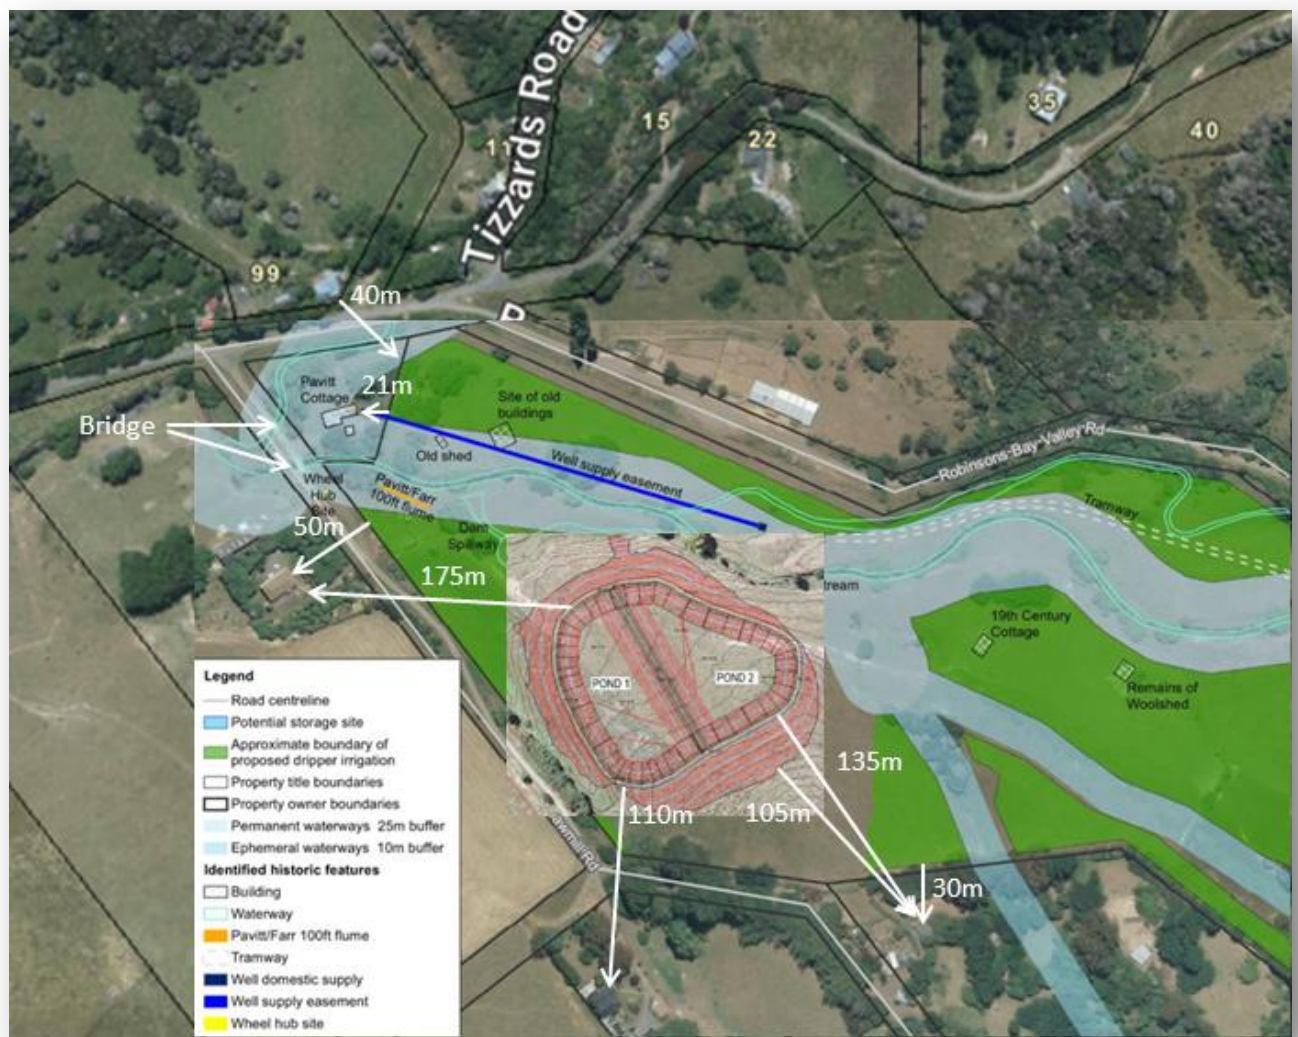 Tizzards Road
15
22
35
40
11
99
40m
Pavitt
Cottage
21m
Site of old
buildings
Bridge
Old shed
Well supply easement
Robinsons Bay Valley Rd
Wheel
Hub
Site
Pavitt/Farr
100ft flume
Tramway
50m
Dam
Spillway
175m
tream
19th Century
Cottage
POND 1
POND 2
Remains of
Woolshed
135m
110m
105m
awmill Rd
30m
Legend
Road centreline
Potential storage site
Approximate boundary of
proposed dripper irrigation
Property title boundaries
Property owner boundaries
Permanent waterways 25m buffer
Ephemeral waterways 10m buffer
Identified historic features
Building
Waterway
Pavitt/Farr 100ft flume
Tramway
Well domestic supply
Well supply easement
Wheel hub site